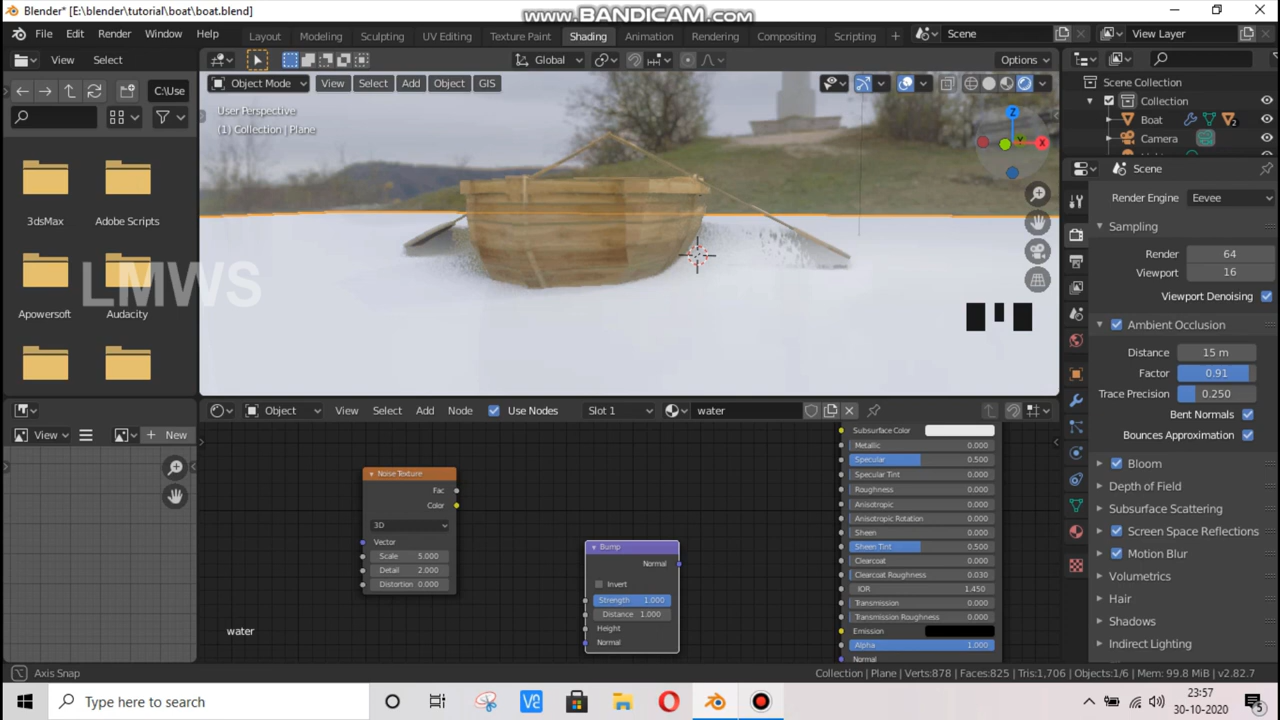 Blender* [E:\blender\tutorial\boat\boat.blend]
www.BANDICAM.com
File Edit Render Window Help
Layout Modeling Sculpting UV Editing Texture Paint Shading Animation Rendering Compositing Scripting +
Scene
View Layer
View Select
Global
Options
C:\Use
Object Mode
View Select Add Object GIS
User Perspective
(1) Collection | Plane
Z
X
Y
3dsMax
Adobe Scripts
Apowersoft
Audacity
LMWS
Scene Collection
Collection
Boat
2
Camera
Scene
Render Engine Eevee
Sampling
Render 64
Viewport 16
Viewport Denoising
Ambient Occlusion
Distance 15 m
Factor 0.91
Trace Precision 0.250
Bent Normals
Bounces Approximation
Bloom
Depth of Field
Subsurface Scattering
Screen Space Reflections
Motion Blur
Volumetrics
Hair
Shadows
Indirect Lighting
View
New
Object
View Select Add Node
Use Nodes
Slot 1
water
Noise Texture
Fac
Color
3D
Vector
Scale 5.000
Detail 2.000
Distortion 0.000
Bump
Normal
Invert
Strength 1.000
Distance 1.000
Height
Normal
Subsurface Color
Metallic 0.000
Specular 0.500
Specular Tint 0.000
Roughness 0.000
Anisotropic 0.000
Anisotropic Rotation 0.000
Sheen 0.000
Sheen Tint 0.500
Clearcoat 0.000
Clearcoat Roughness 0.030
IOR 1.450
Transmission 0.000
Transmission Roughness 0.000
Emission
Alpha 1.000
Normal
water
Axis Snap
Collection | Plane | Verts:878 | Faces:825 | Tris:1,706 | Objects:1/6 | Mem: 99.8 MiB | v2.82.7
Type here to search
23:57
30-10-2020
5